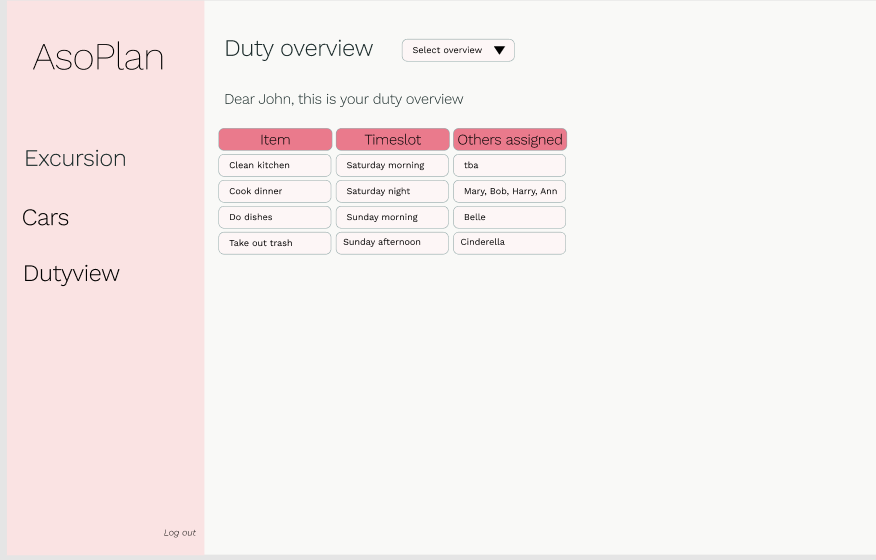 AsoPlan
Excursion
Cars
Dutyview
Log out
Duty overview
Select overview
Dear John, this is your duty overview
Item Timeslot Others assigned
Clean kitchen Saturday morning tba
Cook dinner Saturday night Mary, Bob, Harry, Ann
Do dishes Sunday morning Belle
Take out trash Sunday afternoon Cinderella